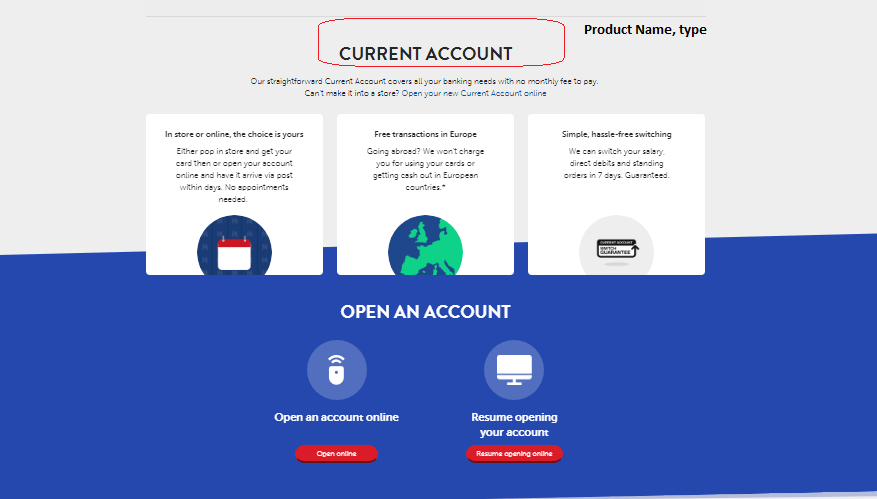 Product Name, type
CURRENT ACCOUNT
Our straightforward Current Account covers all your banking needs with no monthly fee to pay.
Can't make it into a store? Open your new Current Account online
In store or online, the choice is yours
Either pop in store and get your
card then or open your account
online and have it arrive via post
within days. No appointments
needed.
Free transactions in Europe
Going abroad? We won't charge
you for using your cards or
getting cash out in European
countries.*
Simple, hassle-free switching
We can switch your salary,
direct debits and standing
orders in 7 days. Guaranteed.
CURRENT ACCOUNT
SWITCH
GUARANTEE
OPEN AN ACCOUNT
Open an account online
Open online
Resume opening
your account
Resume opening online